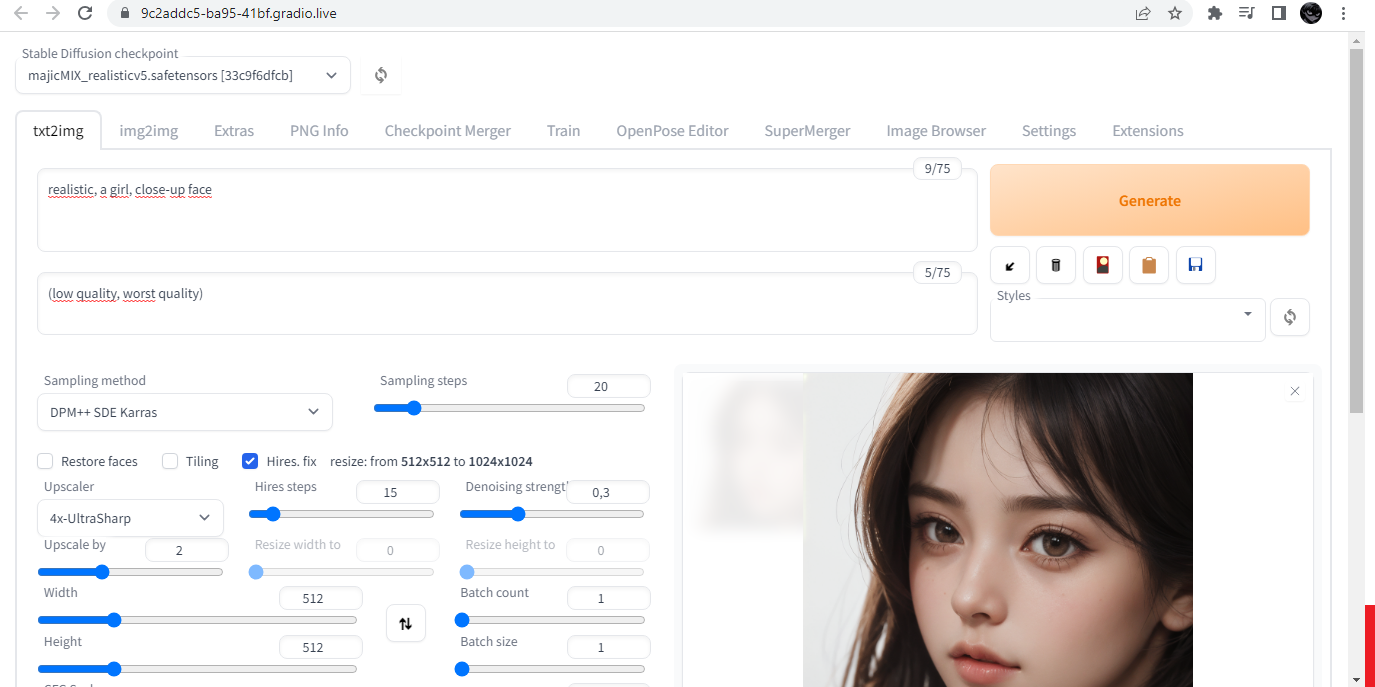 9c2addc5-ba95-41bf.gradio.live
Stable Diffusion checkpoint
majicMIX_realisticv5.safetensors [33c9f6dfcb]
txt2img img2img Extras PNG Info Checkpoint Merger Train OpenPose Editor SuperMerger Image Browser Settings Extensions
9/75
realistic, a girl, close-up face
Generate
5/75
(low quality, worst quality)
Styles
Sampling method
DPM++ SDE Karras
Sampling steps 20
Restore faces Tiling Hires. fix resize: from 512x512 to 1024x1024
Upscaler
4x-UltraSharp
Hires steps 15
Denoising strengt 0,3
Upscale by 2
Resize width to 0
Resize height to 0
Width 512
Height 512
Batch count 1
Batch size 1